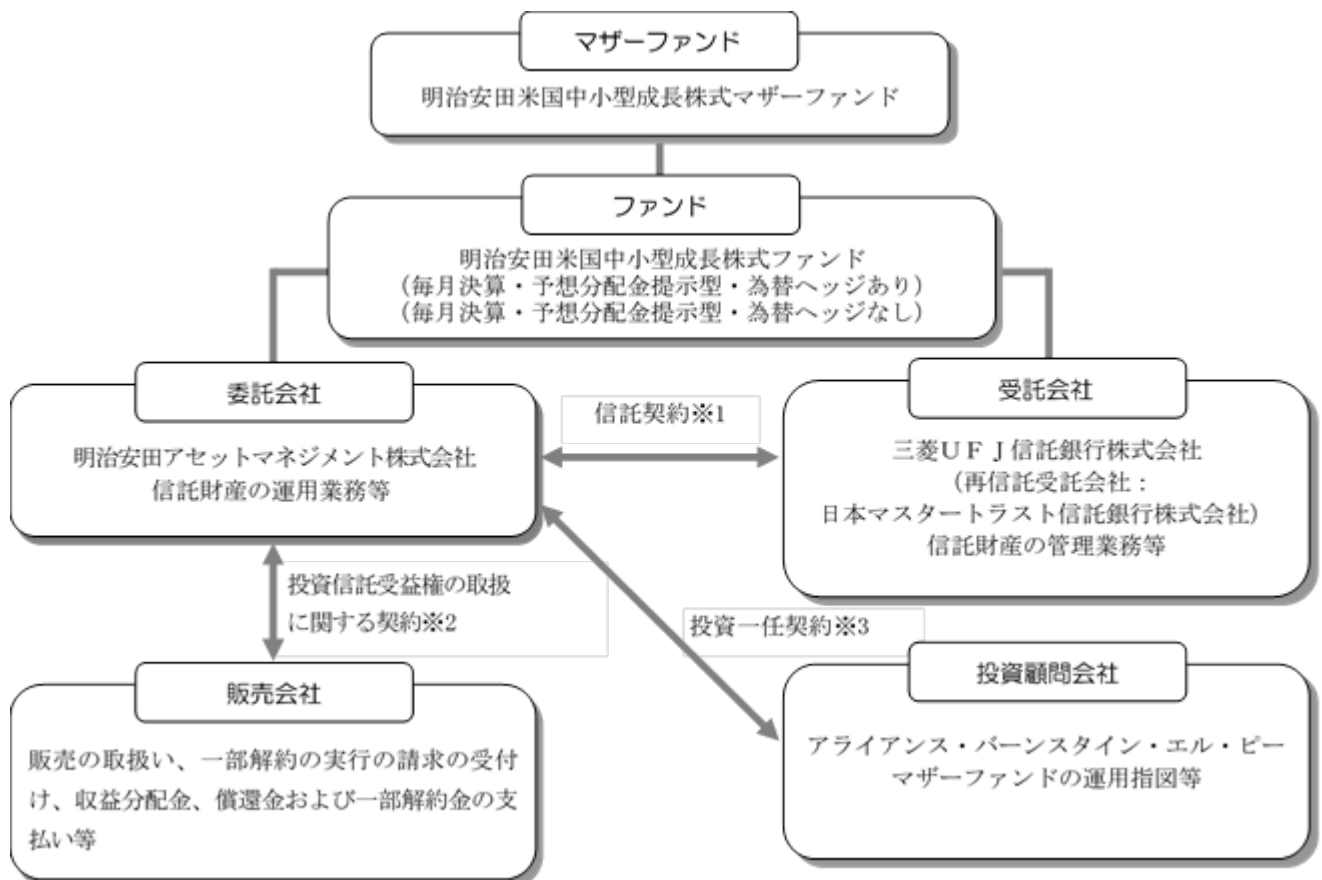 マザーファンド
明治安田米国中小型成長株式マザーファンド
ファンド
明治安田米国中小型成長株式ファンド
（毎月決算・予想分配金提示型・為替ヘッジあり）
（毎月決算・予想分配金提示型・為替ヘッジなし）
委託会社
明治安田アセットマネジメント株式会社
信託財産の運用業務等
信託契約※1
受託会社
三菱ＵＦＪ信託銀行株式会社
（再信託受託会社：
日本マスタートラスト信託銀行株式会社）
信託財産の管理業務等
投資信託受益権の取扱
に関する契約※2
投資一任契約※3
販売会社
販売の取扱い、一部解約の実行の請求の受付
け、収益分配金、償還金および一部解約金の支
払い等
投資顧問会社
アライアンス・バーンスタイン・エル・ピー
マザーファンドの運用指図等